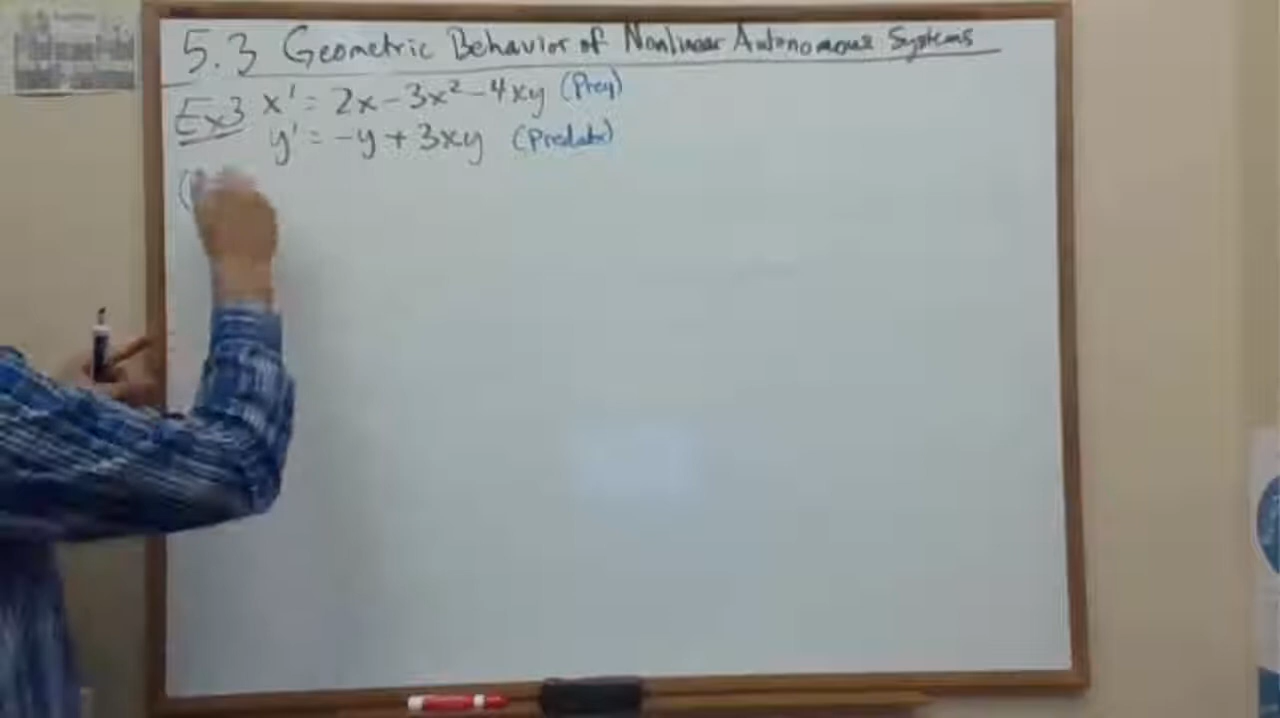 5.3 Geometric Behavior of Nonlinear Autonomous Systems
Ex3 x' = 2x - 3x² - 4xy (Prey)
y' = -y + 3xy (Predator)
(